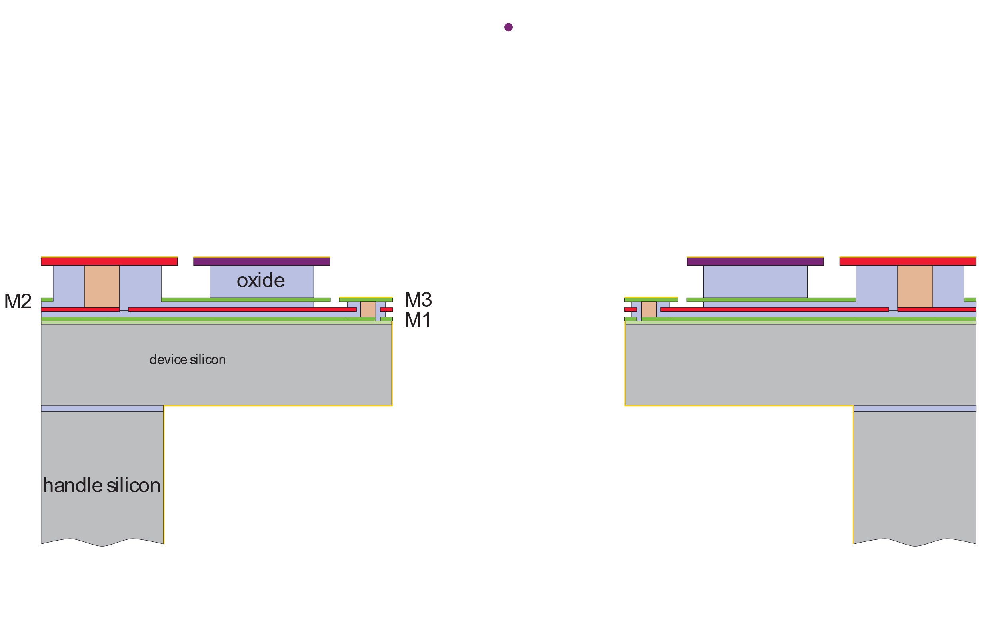 oxide
M2
M3
M1
device silicon
handle silicon